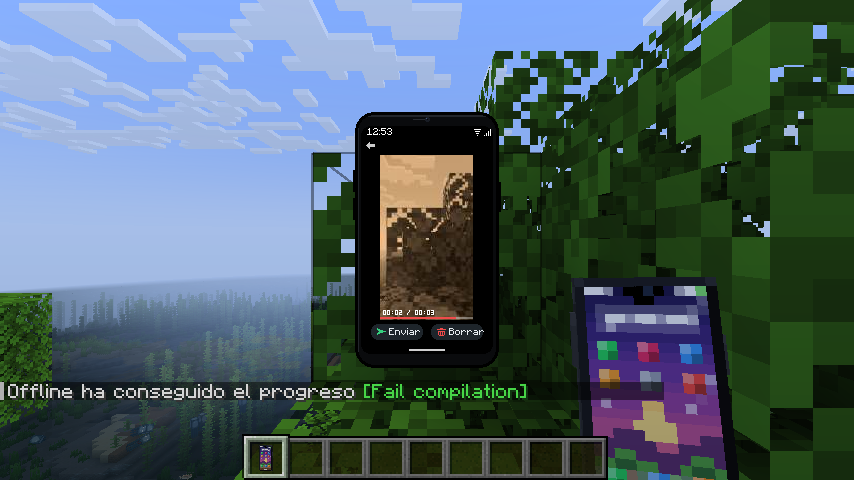 12:53
00:02 / 00:03
Enviar
Borrar
Offline ha conseguido el progreso [Fail compilation]